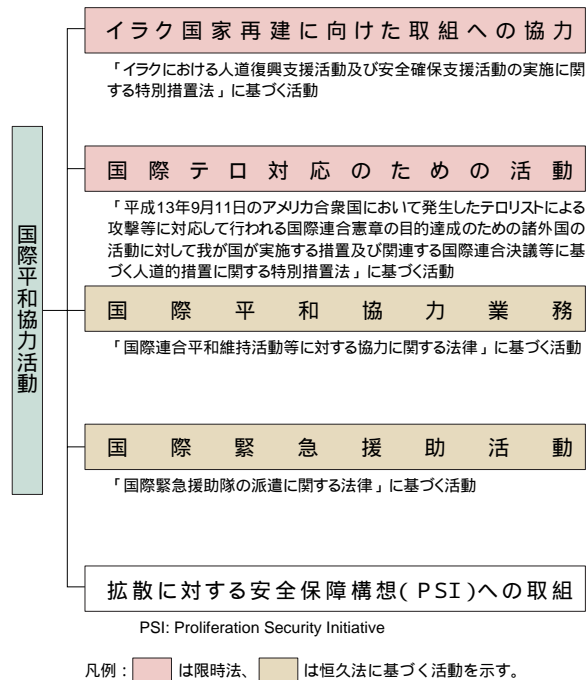 イラク国家再建に向けた取組への協力
「イラクにおける人道復興支援活動及び安全確保支援活動の実施に関
する特別措置法」に基づく活動
国際テロ対応のための活動
「平成13年9月11日のアメリカ合衆国において発生したテロリストによる
攻撃等に対応して行われる国際連合憲章の目的達成のための諸外国の
活動に対して我が国が実施する措置及び関連する国際連合決議等に基
づく人道的措置に関する特別措置法」に基づく活動
国際平和協力活動
国際平和協力業務
「国際連合平和維持活動等に対する協力に関する法律」に基づく活動
国際緊急援助活動
「国際緊急援助隊の派遣に関する法律」に基づく活動
拡散に対する安全保障構想(PSI)への取組
PSI: Proliferation Security Initiative
凡例： は限時法、 は恒久法に基づく活動を示す。